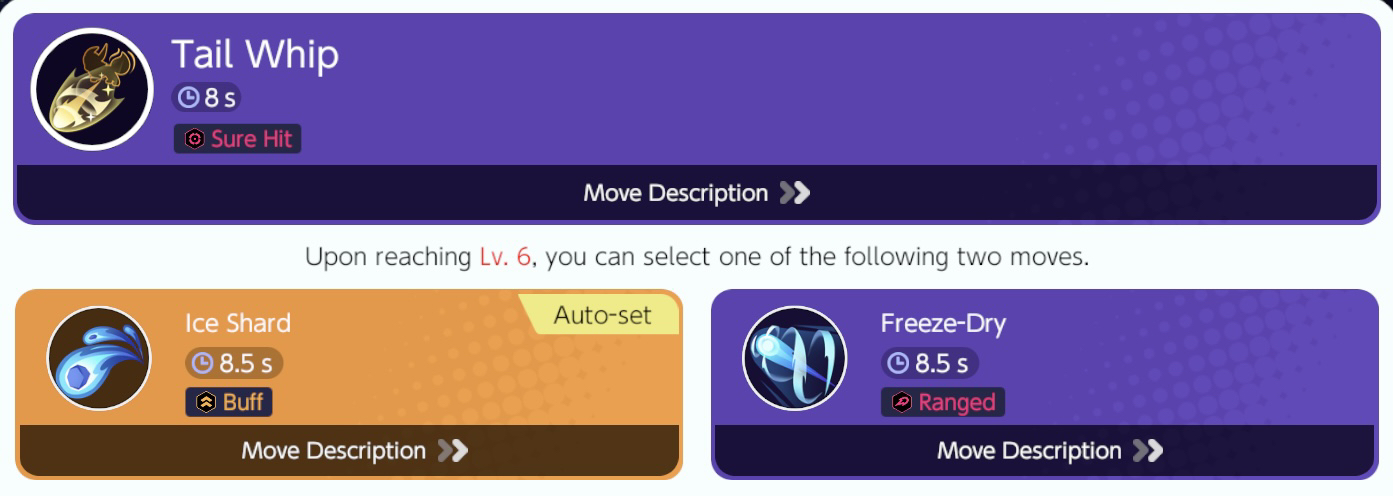 Tail Whip
8 s
Sure Hit
Move Description
Upon reaching Lv. 6, you can select one of the following two moves.
Ice Shard
Auto-set
8.5 s
Buff
Move Description
Freeze-Dry
8.5 s
Ranged
Move Description